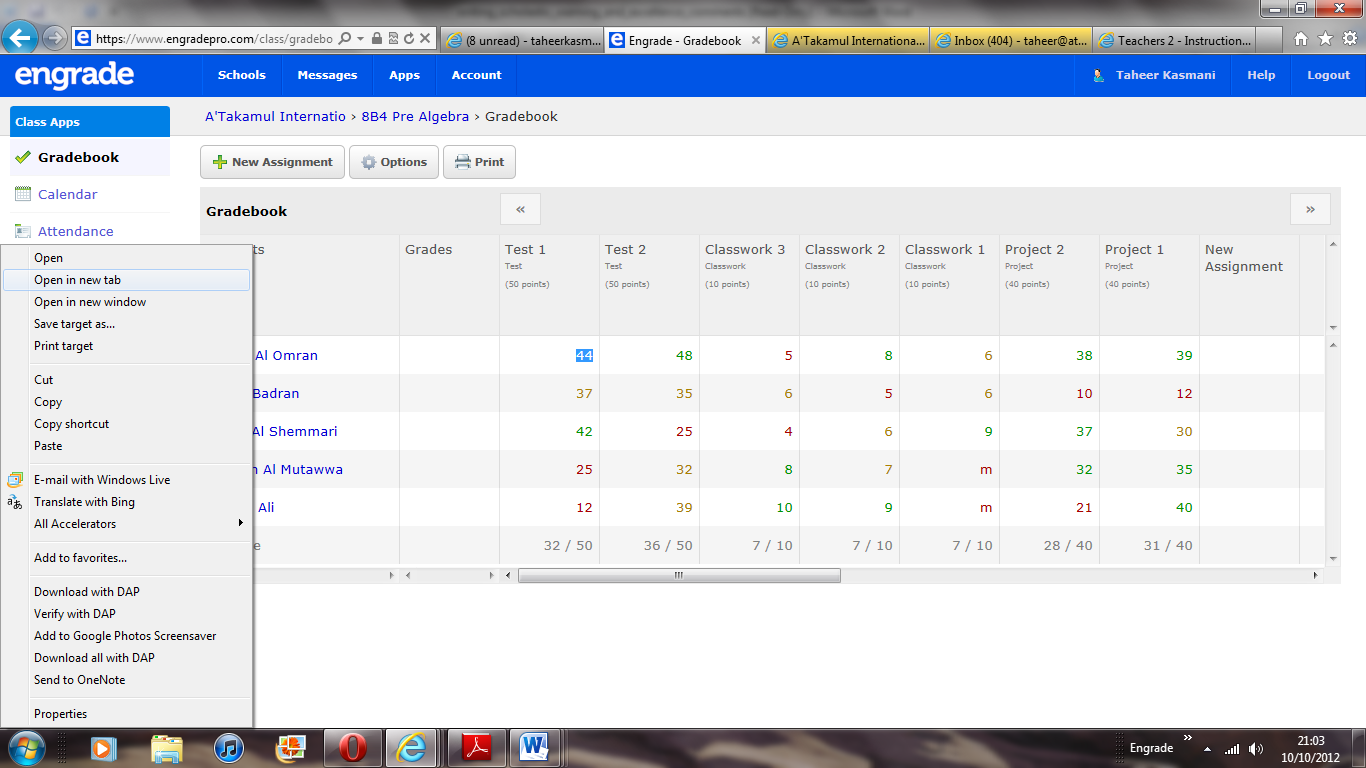 https://www.engradepro.com/class/gradebo
(8 unread) - taheerkasm...
Engrade - Gradebook
A'Takamul Internationa...
Inbox (404) - taheer@at...
Teachers 2 - Instruction...
engrade
Schools
Messages
Apps
Account
Taheer Kasmani
Help
Logout
Class Apps
A'Takamul Internatio › 8B4 Pre Algebra › Gradebook
Gradebook
Calendar
Attendance
New Assignment
Options
Print
Gradebook
«
»
ts
Grades
Test 1
Test
(50 points)
Test 2
Test
(50 points)
Classwork 3
Classwork
(10 points)
Classwork 2
Classwork
(10 points)
Classwork 1
Classwork
(10 points)
Project 2
Project
(40 points)
Project 1
Project
(40 points)
New
Assignment
Al Omran 44 48 5 8 6 38 39
Badran 37 35 6 5 6 10 12
Al Shemmari 42 25 4 6 9 37 30
n Al Mutawwa 25 32 8 7 m 32 35
Ali 12 39 10 9 m 21 40
e 32 / 50 36 / 50 7 / 10 7 / 10 7 / 10 28 / 40 31 / 40
Open
Open in new tab
Open in new window
Save target as...
Print target
Cut
Copy
Copy shortcut
Paste
E-mail with Windows Live
Translate with Bing
All Accelerators
Add to favorites...
Download with DAP
Verify with DAP
Add to Google Photos Screensaver
Download all with DAP
Send to OneNote
Properties
Engrade
21:03
10/10/2012